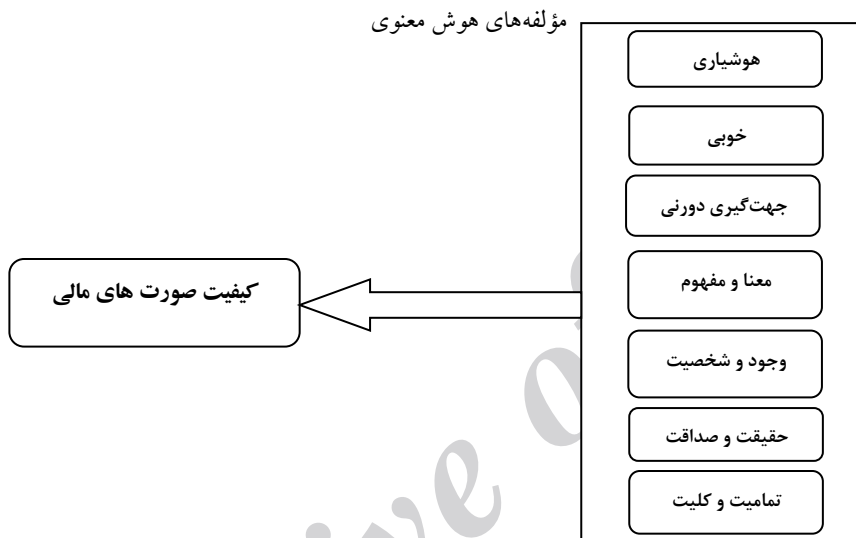 مؤلفه‌های هوش معنوی
هوشیاری
خوبی
جهت‌گیری دورنی
معنا و مفهوم
کیفیت صورت های مالی
وجود و شخصیت
حقیقت و صداقت
تمامیت و کلیت